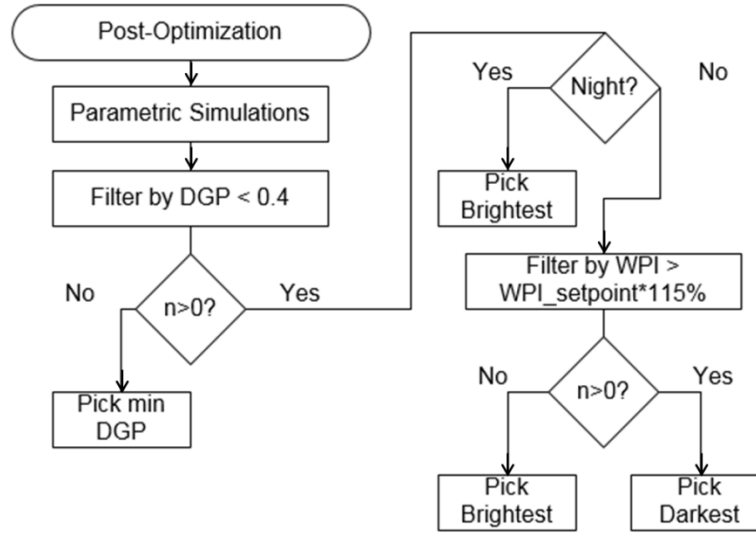 Post-Optimization
Parametric Simulations
Filter by DGP < 0.4
No
n>0?
Yes
Pick min
DGP
Yes
Night?
No
Pick
Brightest
Filter by WPI >
WPI_setpoint*115%
No
n>0?
Yes
Pick
Brightest
Pick
Darkest